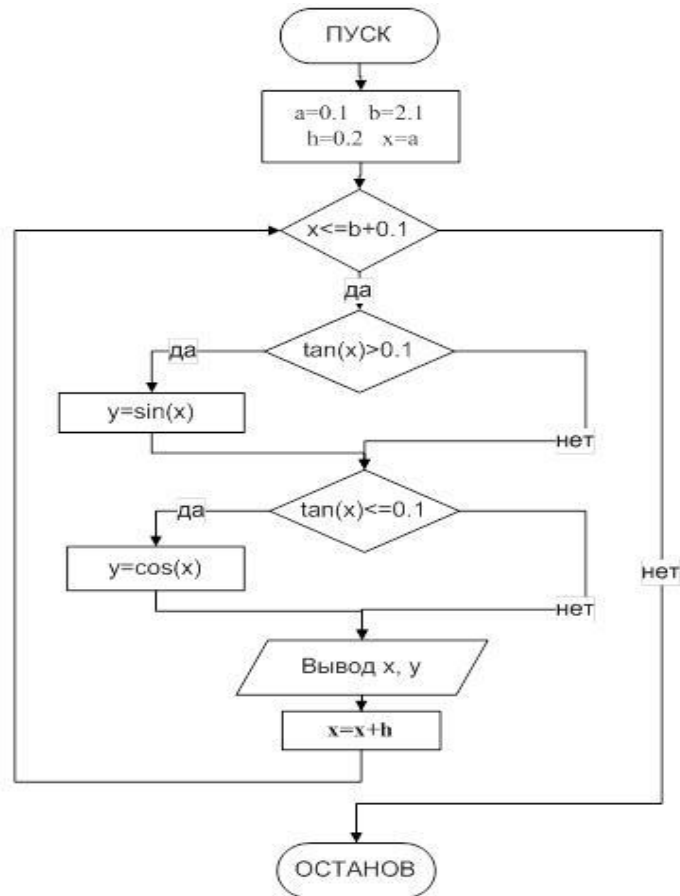 ПУСК
a=0.1 b=2.1
h=0.2 x=a
x<=b+0.1
да
tan(x)>0.1
да
y=sin(x)
нет
tan(x)<=0.1
да
y=cos(x)
нет
нет
Вывод x, y
x=x+h
ОСТАНОВ